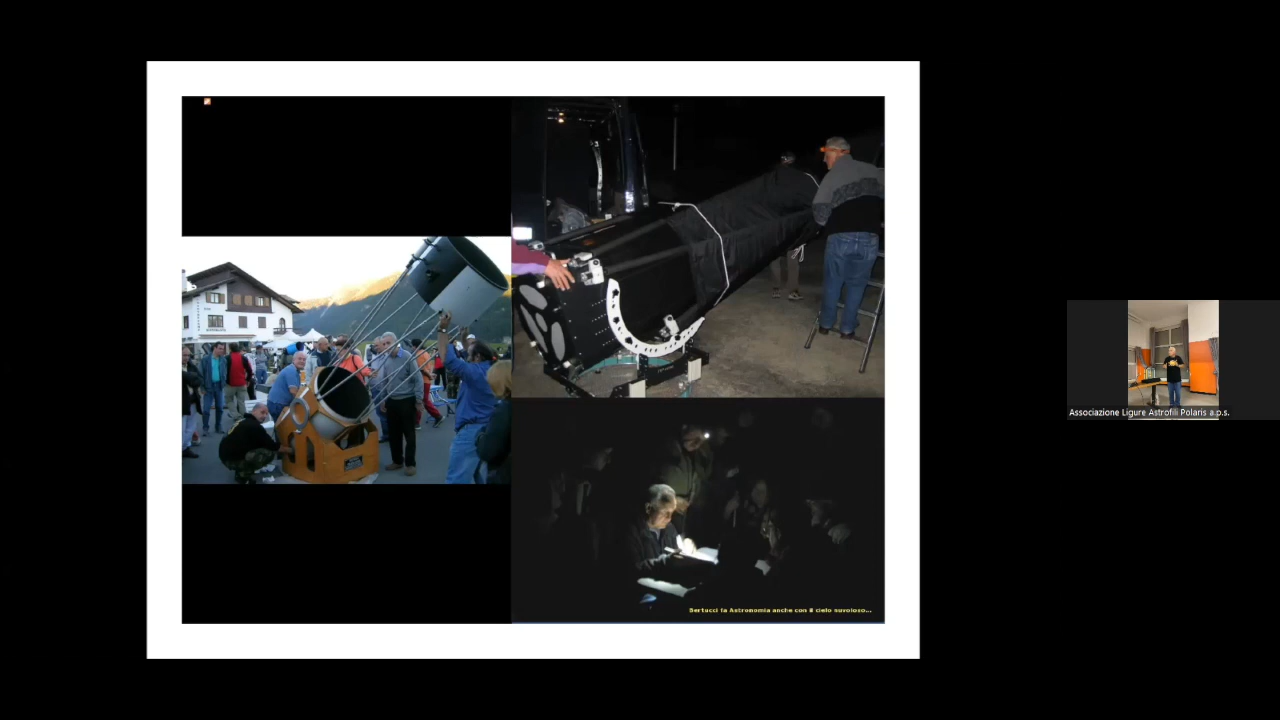 Bertucci fa Astronomia anche con il cielo nuvoloso...
Associazione Ligure Astrofili Polaris a.p.s.